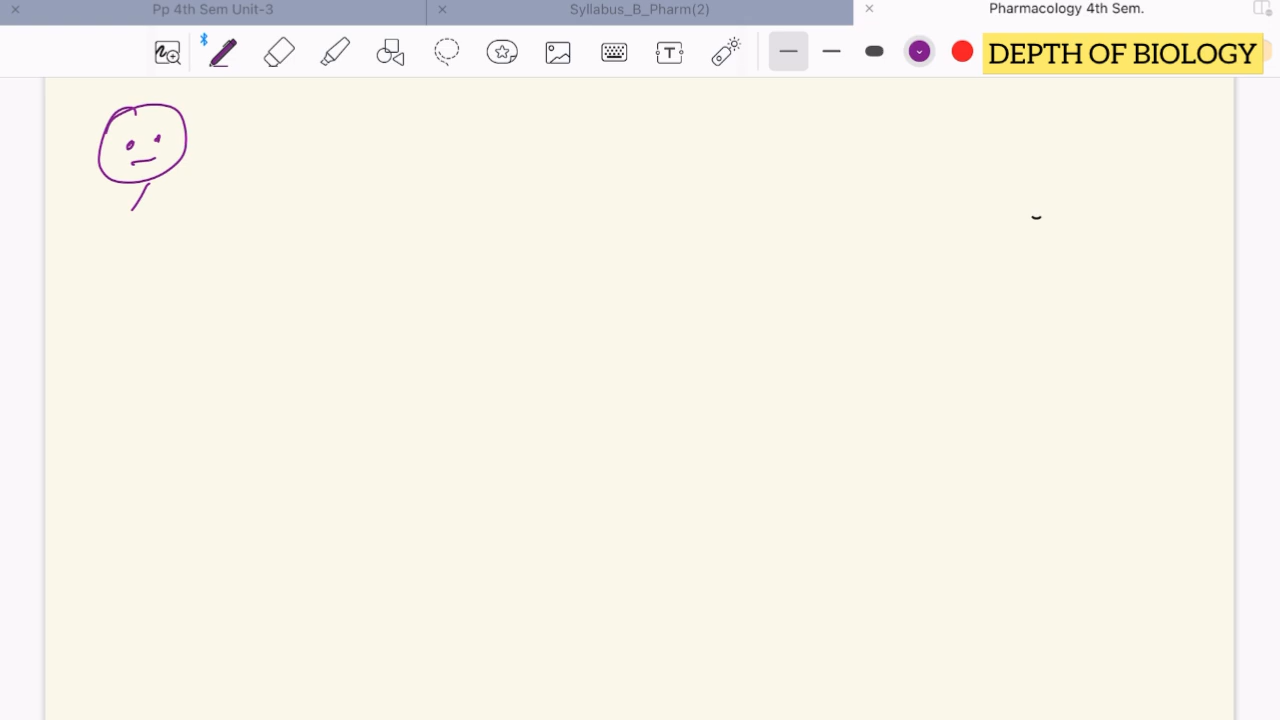 Pp 4th Sem Unit-3
Syllabus_B_Pharm(2)
Pharmacology 4th Sem.
T
DEPTH OF BIOLOGY